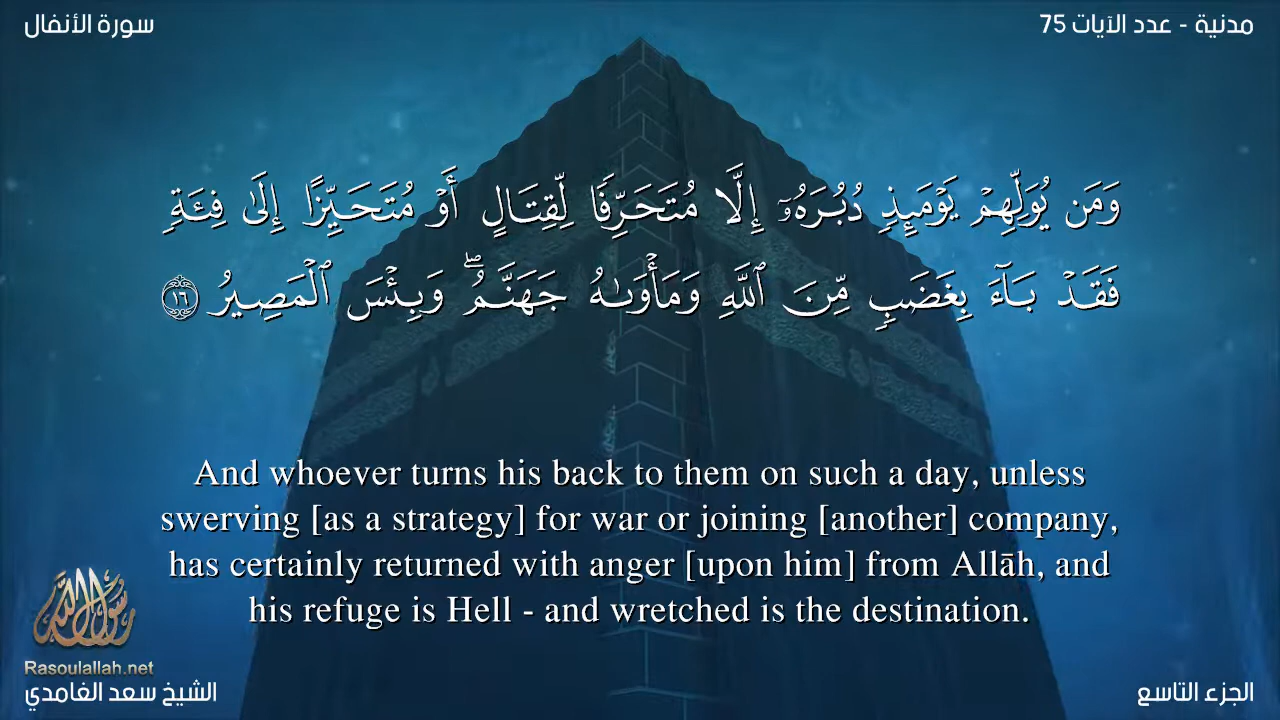 سورة الأنفال
مدنية - عدد الآيات 75
وَمَن يُوَلِّهِمْ يَوْمَئِذٍ دُبُرَهُۥٓ إِلَّا مُتَحَرِّفًا لِّقِتَالٍ أَوْ مُتَحَيِّزًا إِلَىٰ فِئَةٍ
فَقَدْ بَآءَ بِغَضَبٍ مِّنَ ٱللَّهِ وَمَأْوَىٰهُ جَهَنَّمُ ۖ وَبِئْسَ ٱلْمَصِيرُ ١٦
And whoever turns his back to them on such a day, unless
swerving [as a strategy] for war or joining [another] company,
has certainly returned with anger [upon him] from Allāh, and
his refuge is Hell - and wretched is the destination.
رسول الله
Rasoulallah.net
الشيخ سعد الغامدي
الجزء التاسع